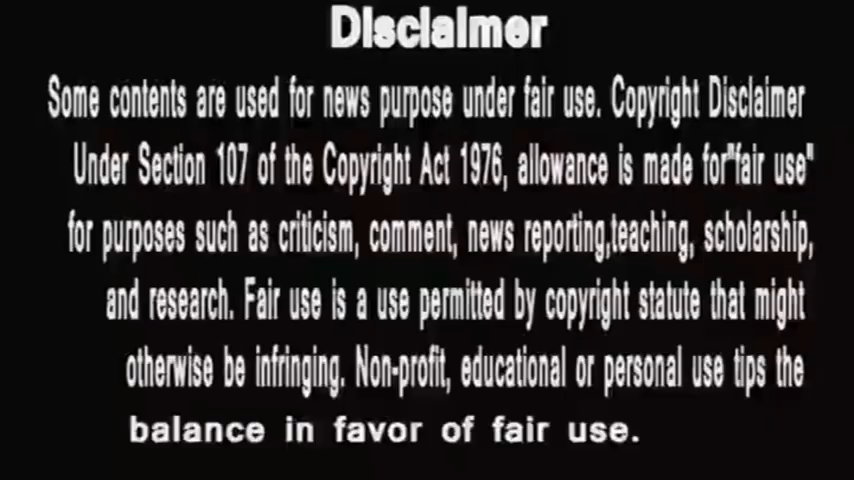 Disclaimer
Some contents are used for news purpose under fair use. Copyright Disclaimer
Under Section 107 of the Copyright Act 1976, allowance is made for"fair use"
for purposes such as criticism, comment, news reporting,teaching, scholarship,
and research. Fair use is a use permitted by copyright statute that might
otherwise be infringing. Non-profit, educational or personal use tips the
balance in favor of fair use.